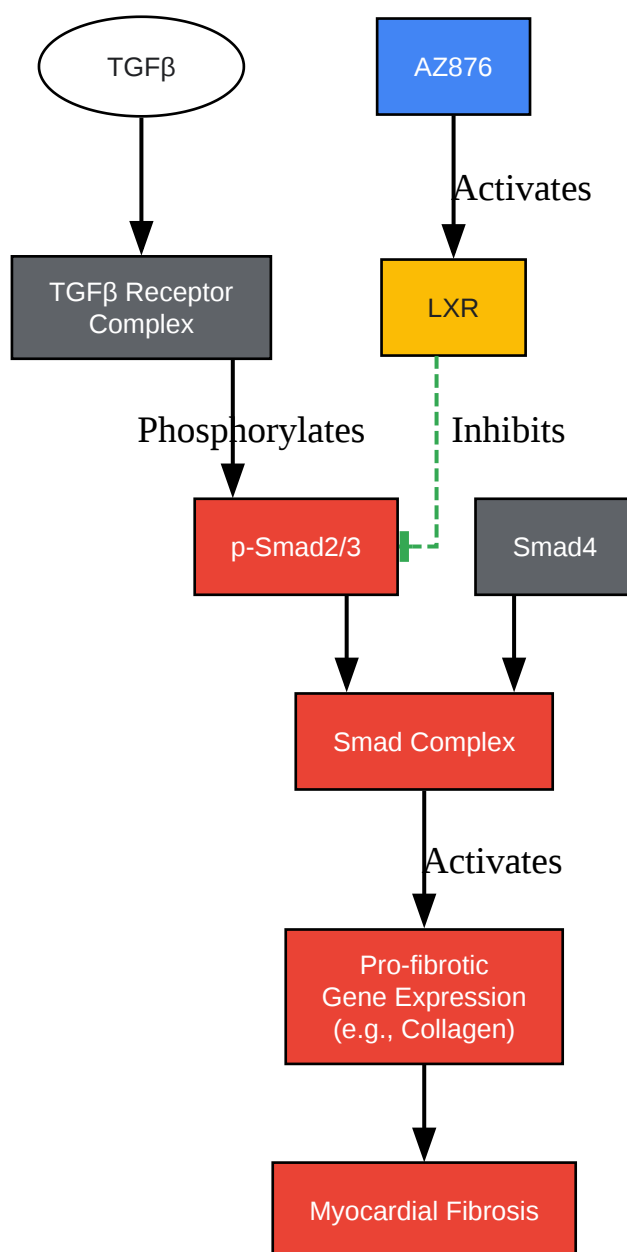 TGFβ
AZ876
Activates
TGFβ Receptor
Complex
LXR
Phosphorylates
Inhibits
p-Smad2/3
Smad4
Smad Complex
Activates
Pro-fibrotic
Gene Expression
(e.g., Collagen)
Myocardial Fibrosis